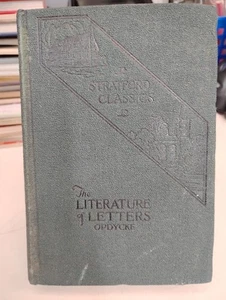 STRATFORD
CLASSICS
The
LITERATURE
of LETTERS
OPDYCKE